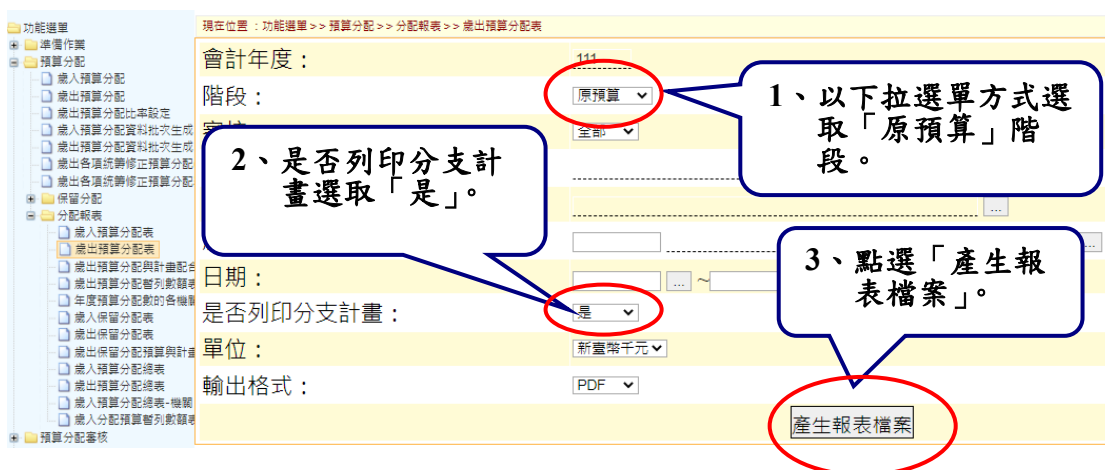 功能選單
準備作業
預算分配
歲入預算分配
歲出預算分配
歲出預算分配比率設定
歲入預算分配資料批次生成
歲出預算分配資料批次生成
歲出各項統籌修正預算分配
歲出各項統籌修正預算分配
保留分配
分配報表
歲入預算分配表
歲出預算分配表
歲出預算分配與計畫配合
歲出預算分配暫列數額表
年度預算分配數的各機關
歲入保留分配表
歲出保留分配表
歲出保留分配預算與計畫
歲入預算分配總表
歲出預算分配總表
歲入預算分配總表-機關
歲入分配預算暫列數額表
預算分配審核
現在位置 : 功能選單>> 預算分配>> 分配報表>> 歲出預算分配表
會計年度： 111
階段： 原預算
全部
1、以下拉選單方式選
取「原預算」階
段。
2、是否列印分支計
畫選取「是」。
...
...
日期： ... ~
3、點選「產生報
表檔案」。
是否列印分支計畫： 是
單位： 新臺幣千元
輸出格式： PDF
產生報表檔案